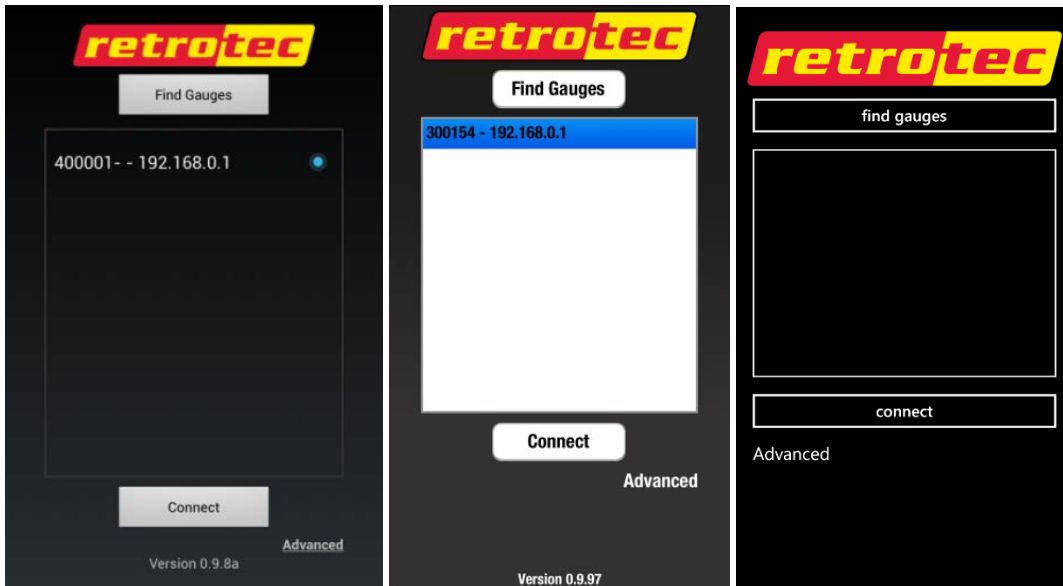 retrotec
Find Gauges
400001- - 192.168.0.1
Connect
Advanced
Version 0.9.8a
retrotec
Find Gauges
300154 - 192.168.0.1
Connect
Advanced
Version 0.9.97
retrotec
find gauges
connect
Advanced